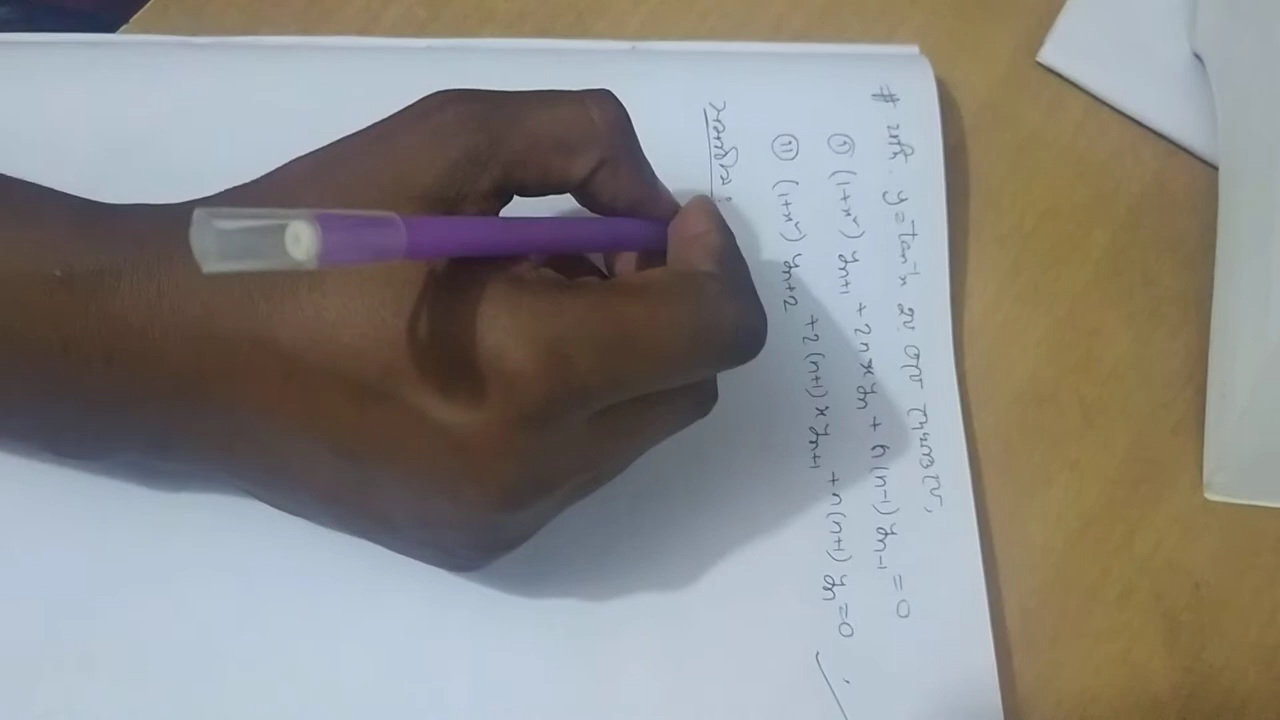 # যদি y = tan⁻¹x হয় তবে দেখাও যে,
(i) (1+x²) yₙ₊₁ + 2nx yₙ + n(n-1) yₙ₋₁ = 0
(ii) (1+x²) yₙ₊₂ + 2(n+1) x yₙ₊₁ + n(n+1) yₙ = 0
সমাধান :